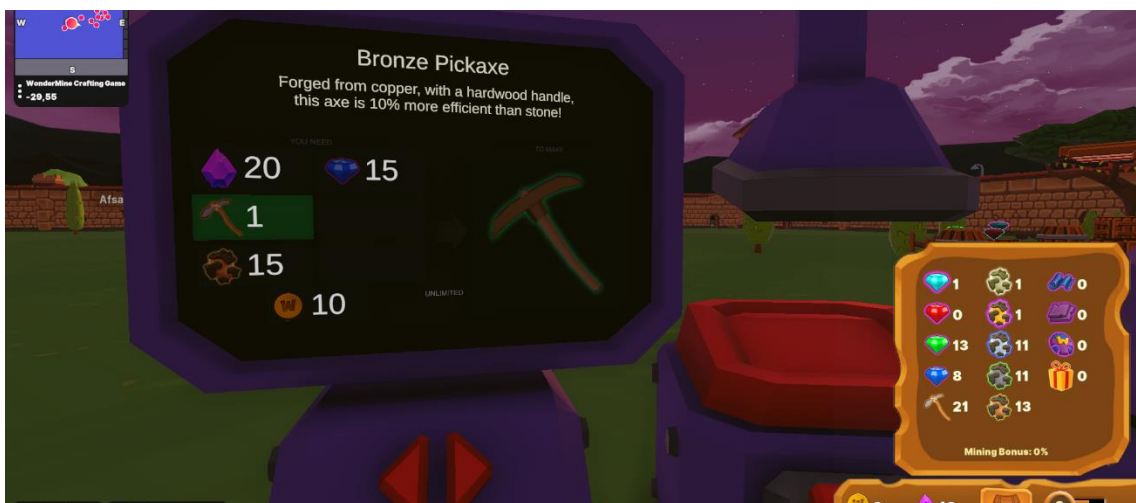 W
E
S
WonderMine Crafting Game
-29,55
Bronze Pickaxe
Forged from copper, with a hardwood handle,
this axe is 10% more efficient than stone!
YOU NEED
TO MAKE
20 15
1
15
W 10
UNLIMITED
Afsa
1 1 0
0 1 0
13 11 W 0
8 11 0
21 13
Mining Bonus: 0%
W